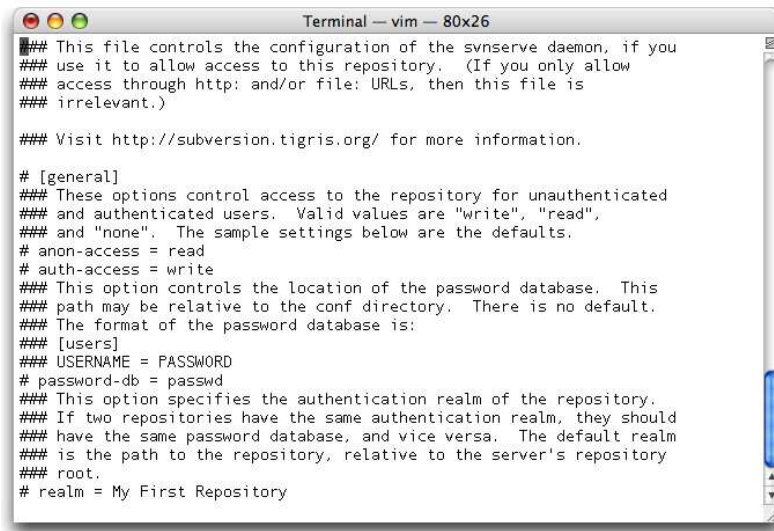 Terminal — vim — 80x26
### This file controls the configuration of the svnserve daemon, if you
### use it to allow access to this repository.  (If you only allow
### access through http: and/or file: URLs, then this file is
### irrelevant.)

### Visit http://subversion.tigris.org/ for more information.

# [general]
### These options control access to the repository for unauthenticated
### and authenticated users.  Valid values are "write", "read",
### and "none".  The sample settings below are the defaults.
# anon-access = read
# auth-access = write
### This option controls the location of the password database.  This
### path may be relative to the conf directory.  There is no default.
### The format of the password database is:
### [users]
### USERNAME = PASSWORD
# password-db = passwd
### This option specifies the authentication realm of the repository.
### If two repositories have the same authentication realm, they should
### have the same password database, and vice versa.  The default realm
### is the path to the repository, relative to the server's repository
### root.
# realm = My First Repository